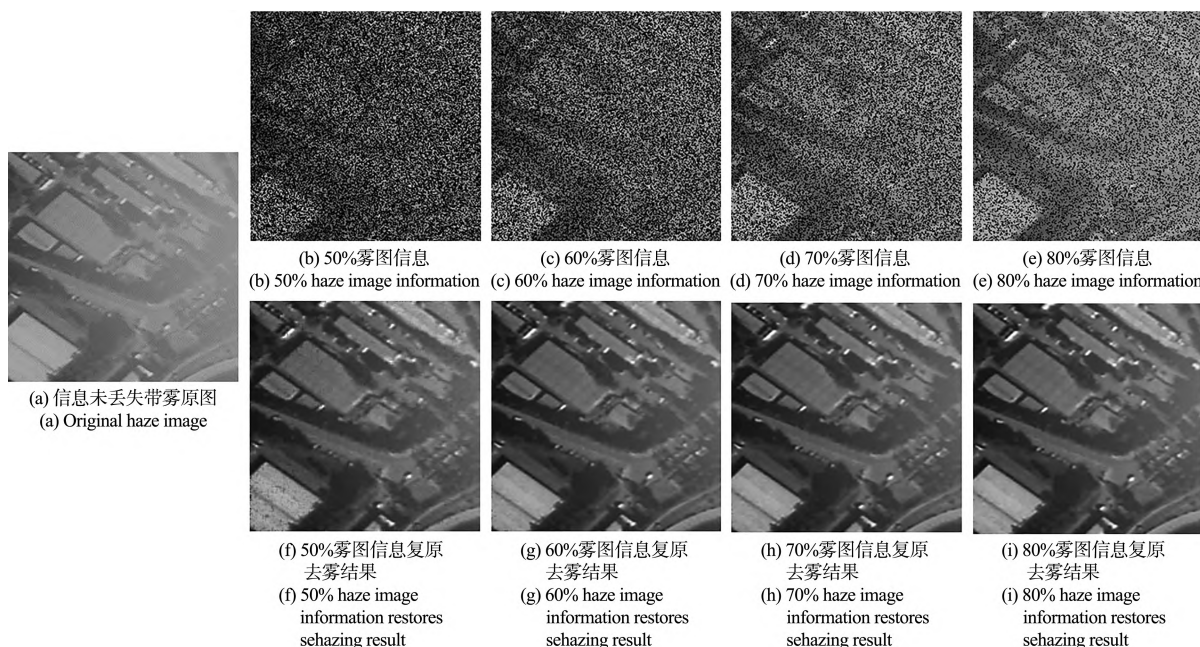 (a) 信息未丢失带雾原图
(a) Original haze image
(b) 50%雾图信息
(b) 50% haze image information
(c) 60%雾图信息
(c) 60% haze image information
(d) 70%雾图信息
(d) 70% haze image information
(e) 80%雾图信息
(e) 80% haze image information
(f) 50%雾图信息复原
去雾结果
(f) 50% haze image
information restores
sehazing result
(g) 60%雾图信息复原
去雾结果
(g) 60% haze image
information restores
sehazing result
(h) 70%雾图信息复原
去雾结果
(h) 70% haze image
information restores
sehazing result
(i) 80%雾图信息复原
去雾结果
(i) 80% haze image
information restores
sehazing result